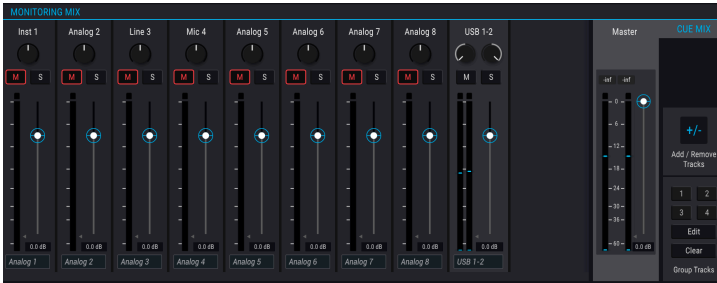 MONITORING MIX
Inst 1 Analog 2 Line 3 Mic 4 Analog 5 Analog 6 Analog 7 Analog 8 USB 1-2 Master CUE MIX
M S M S M S M S M S M S M S M S M S
-inf -inf
0
6
+/-
12
Add / Remove
Tracks
18
24
1 2
30
3 4
36
Edit
60
0.0 dB 0.0 dB 0.0 dB 0.0 dB 0.0 dB 0.0 dB 0.0 dB 0.0 dB 0.0 dB 0.0 dB
Clear
Analog 1 Analog 2 Analog 3 Analog 4 Analog 5 Analog 6 Analog 7 Analog 8 USB 1-2
Group Tracks